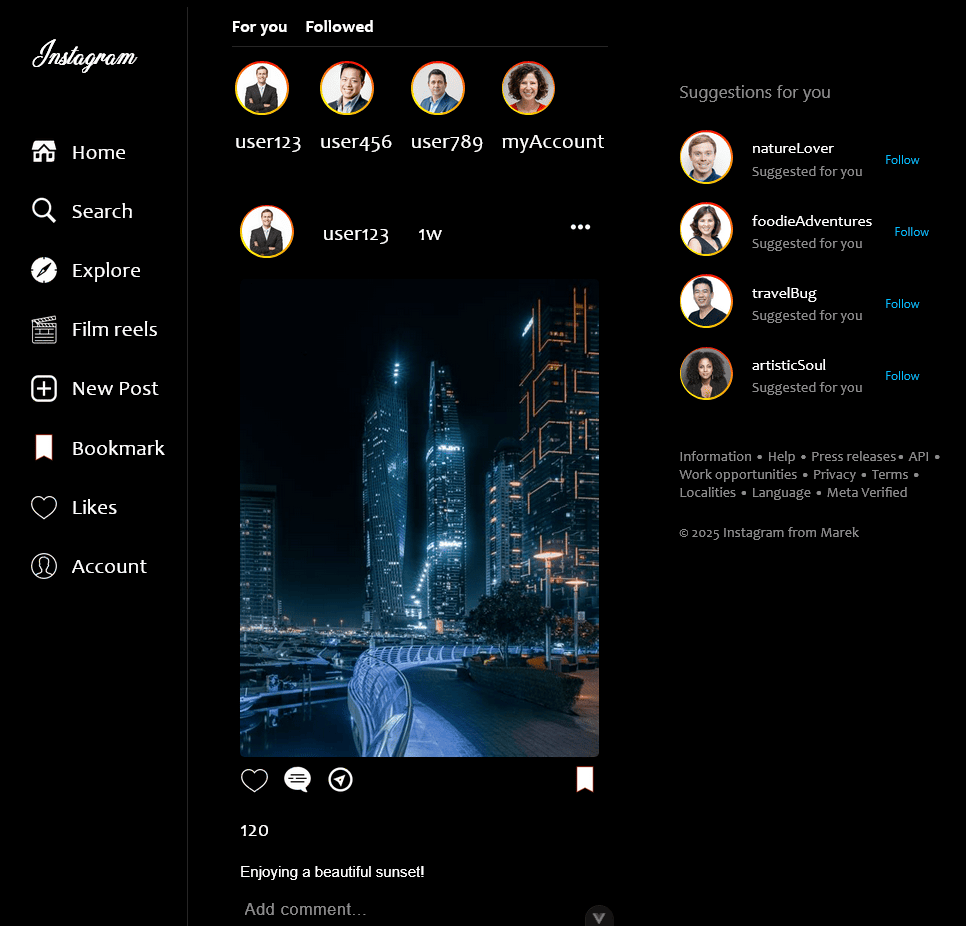 Instagram
Home
Search
Explore
Film reels
New Post
Bookmark
Likes
Account
For you Followed
user123 user456 user789 myAccount
user123 1w
120
Enjoying a beautiful sunset!
Add comment...
Suggestions for you
natureLover
Suggested for you
Follow
foodieAdventures
Suggested for you
Follow
travelBug
Suggested for you
Follow
artisticSoul
Suggested for you
Follow
Information • Help • Press releases • API •
Work opportunities • Privacy • Terms •
Localities • Language • Meta Verified
© 2025 Instagram from Marek